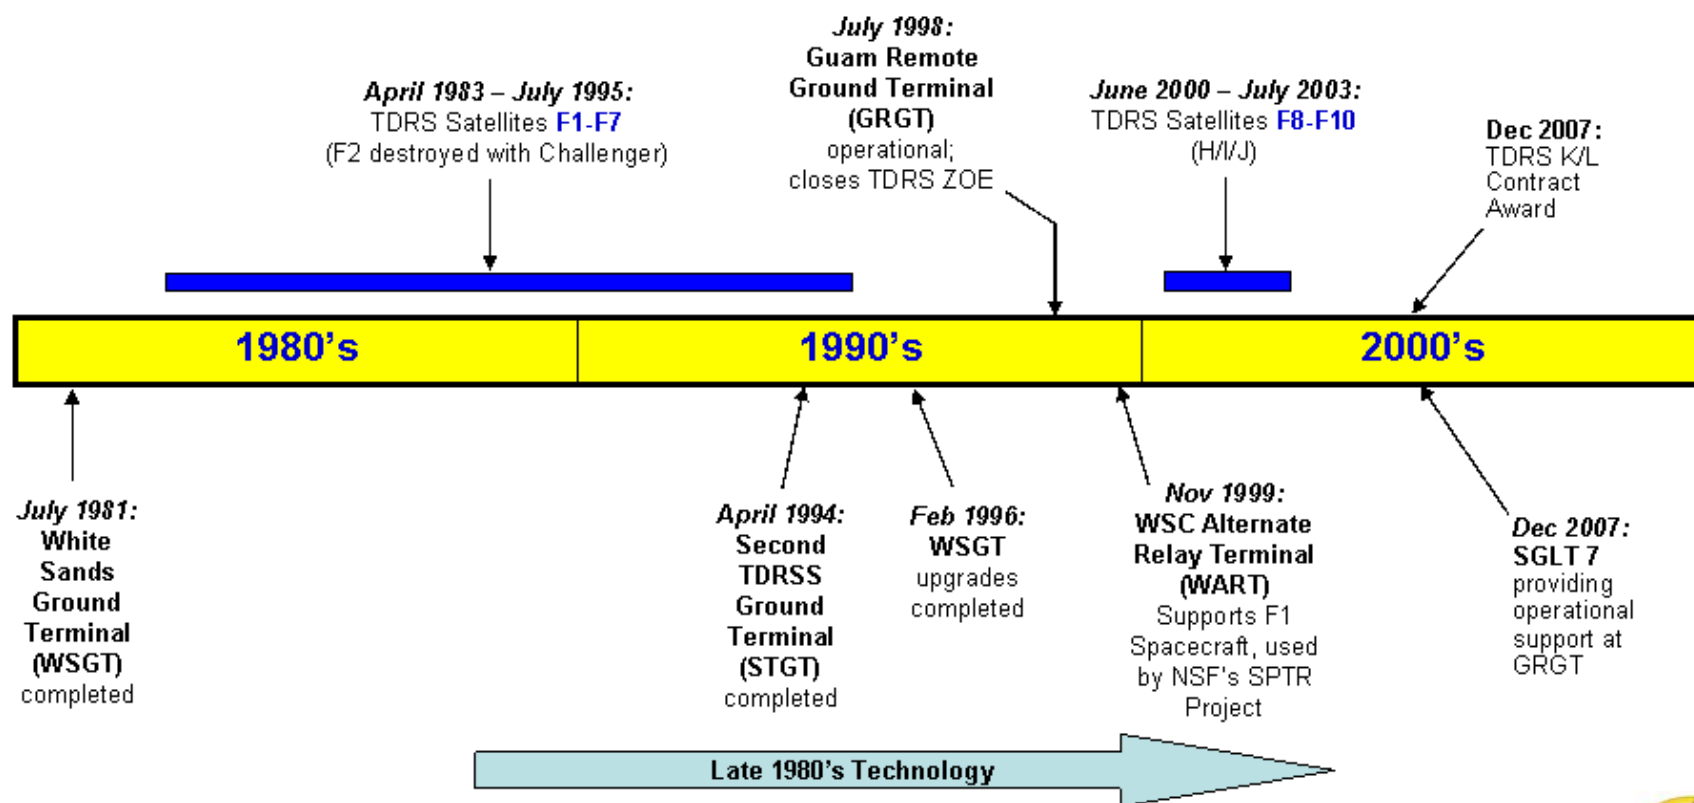 July 1998:
Guam Remote
Ground Terminal
(GRGT)
operational;
closes TDRS ZOE
April 1983 – July 1995:
TDRS Satellites F1-F7
(F2 destroyed with Challenger)
June 2000 – July 2003:
TDRS Satellites F8-F10
(H/I/J)
Dec 2007:
TDRS K/L
Contract
Award
1980's
1990's
2000's
July 1981:
White
Sands
Ground
Terminal
(WSGT)
completed
April 1994:
Second
TDRSS
Ground
Terminal
(STGT)
completed
Feb 1996:
WSGT
upgrades
completed
Nov 1999:
WSC Alternate
Relay Terminal
(WART)
Supports F1
Spacecraft, used
by NSF's SPTR
Project
Dec 2007:
SGLT 7
providing
operational
support at
GRGT
Late 1980's Technology